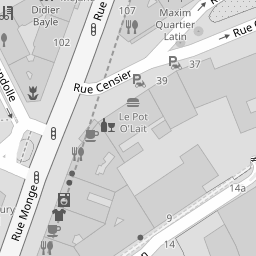 Didier
Bayle
107
Maxim
Quartier
Latin
102
Rue Censier
37
39
Le Pot
O'Lait
Rue Monge
14a
9
14